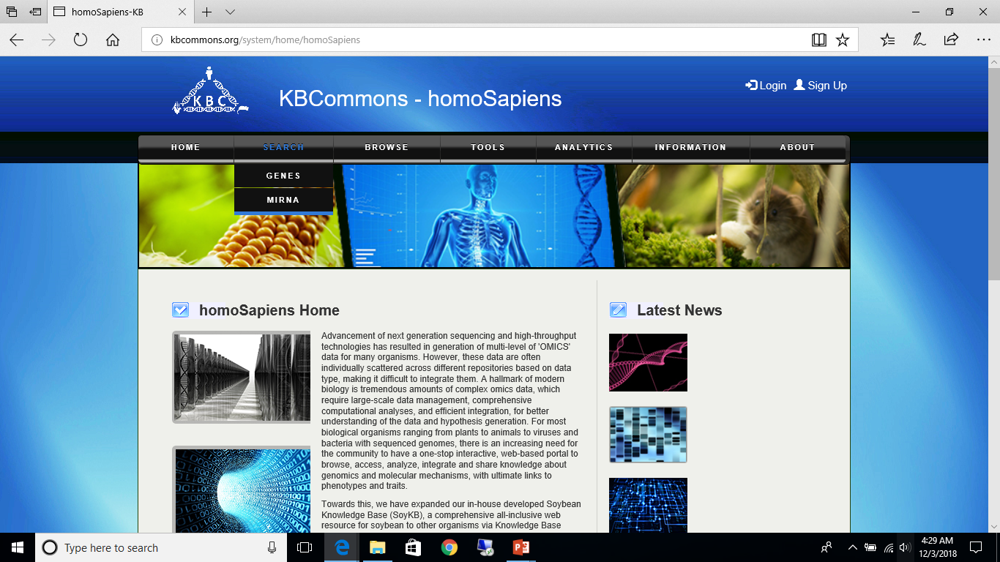 homoSapiens-KB
kbcommons.org/system/home/homoSapiens
KBC
KBCommons - homoSapiens
Login
Sign Up
HOME
SEARCH
BROWSE
TOOLS
ANALYTICS
INFORMATION
ABOUT
GENES
MIRNA
homoSapiens Home
Advancement of next generation sequencing and high-throughput
technologies has resulted in generation of multi-level of 'OMICS'
data for many organisms. However, these data are often
individually scattered across different repositories based on data
type, making it difficult to integrate them. A hallmark of modern
biology is tremendous amounts of complex omics data, which
require large-scale data management, comprehensive
computational analyses, and efficient integration, for better
understanding of the data and hypothesis generation. For most
biological organisms ranging from plants to animals to viruses and
bacteria with sequenced genomes, there is an increasing need for
the community to have a one-stop interactive, web-based portal to
browse, access, analyze, integrate and share knowledge about
genomics and molecular mechanisms, with ultimate links to
phenotypes and traits.
Towards this, we have expanded our in-house developed Soybean
Knowledge Base (SoyKB), a comprehensive all-inclusive web
resource for soybean to other organisms via Knowledge Base
Latest News
Type here to search
4:29 AM
12/3/2018